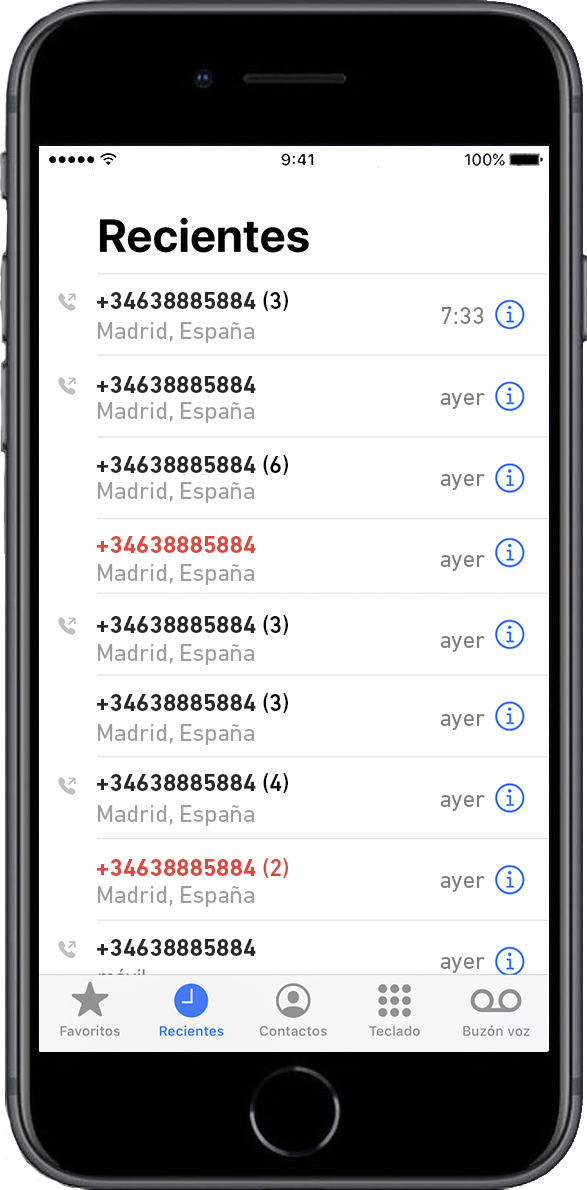 9:41
100%
Recientes
+34638885884 (3)
Madrid, España
7:33
+34638885884
Madrid, España
ayer
+34638885884 (6)
Madrid, España
ayer
+34638885884
Madrid, España
ayer
+34638885884 (3)
Madrid, España
ayer
+34638885884 (3)
Madrid, España
ayer
+34638885884 (4)
Madrid, España
ayer
+34638885884 (2)
Madrid, España
ayer
+34638885884
ayer
Favoritos
Recientes
Contactos
Teclado
Buzón voz